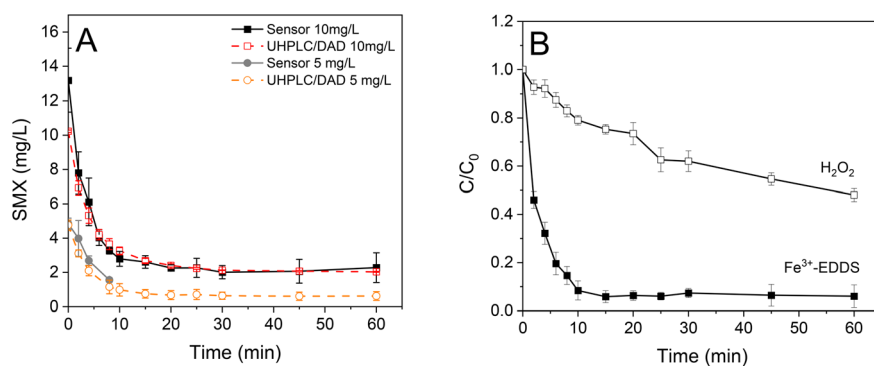 A
Sensor 10mg/L
UHPLC/DAD 10mg/L
Sensor 5 mg/L
UHPLC/DAD 5 mg/L
16
14
12
10
8
6
4
2
0
SMX (mg/L)
0 10 20 30 40 50 60
Time (min)
B
1.2
1.0
0.8
0.6
0.4
0.2
0.0
C/C₀
H₂O₂
Fe³⁺-EDDS
0 10 20 30 40 50 60
Time (min)